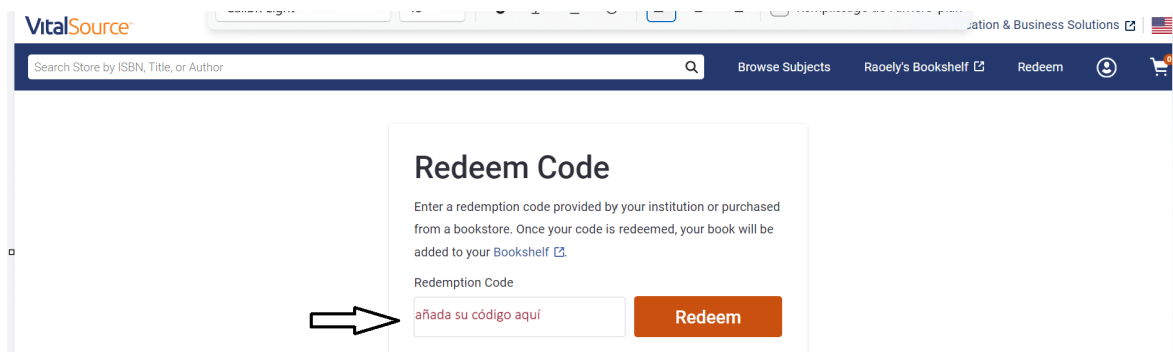 VitalSource
cation & Business Solutions
Search Store by ISBN, Title, or Author
Browse Subjects
Raoely's Bookshelf
Redeem
0
Redeem Code
Enter a redemption code provided by your institution or purchased
from a bookstore. Once your code is redeemed, your book will be
added to your Bookshelf.
Redemption Code
añada su código aquí
Redeem